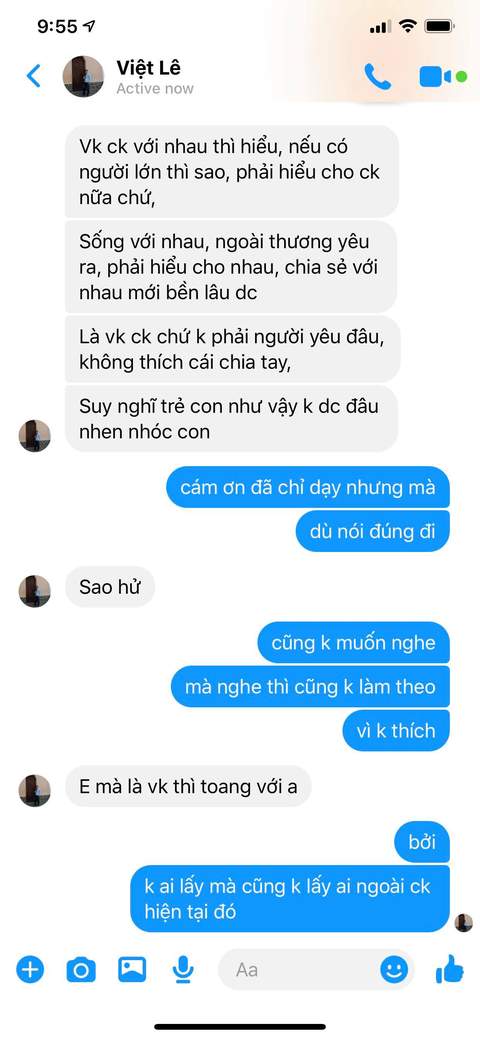 9:55
Việt Lê
Active now
Vk ck với nhau thì hiểu, nếu có
người lớn thì sao, phải hiểu cho ck
nữa chứ,
Sống với nhau, ngoài thương yêu
ra, phải hiểu cho nhau, chia sẻ với
nhau mới bền lâu dc
Là vk ck chứ k phải người yêu đâu,
không thích cái chia tay,
Suy nghĩ trẻ con như vậy k dc đâu
nhen nhóc con
cám ơn đã chỉ dạy nhưng mà
dù nói đúng đi
Sao hử
cũng k muốn nghe
mà nghe thì cũng k làm theo
vì k thích
E mà là vk thì toang với a
bởi
k ai lấy mà cũng k lấy ai ngoài ck
hiện tại đó
Aa